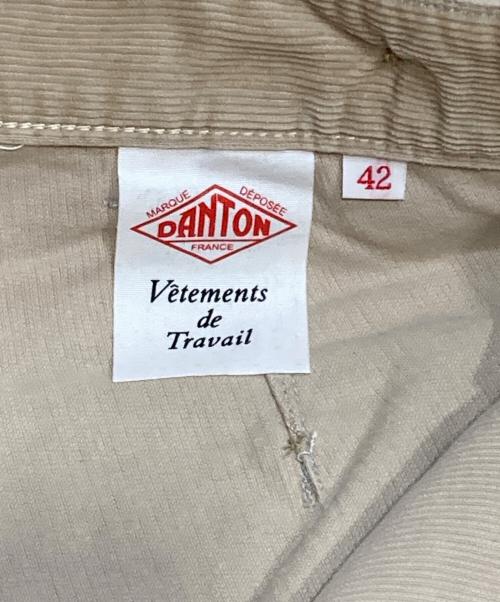 MARQUE DÉPOSÉE
DANTON
FRANCE
Vêtements
de
Travail
42